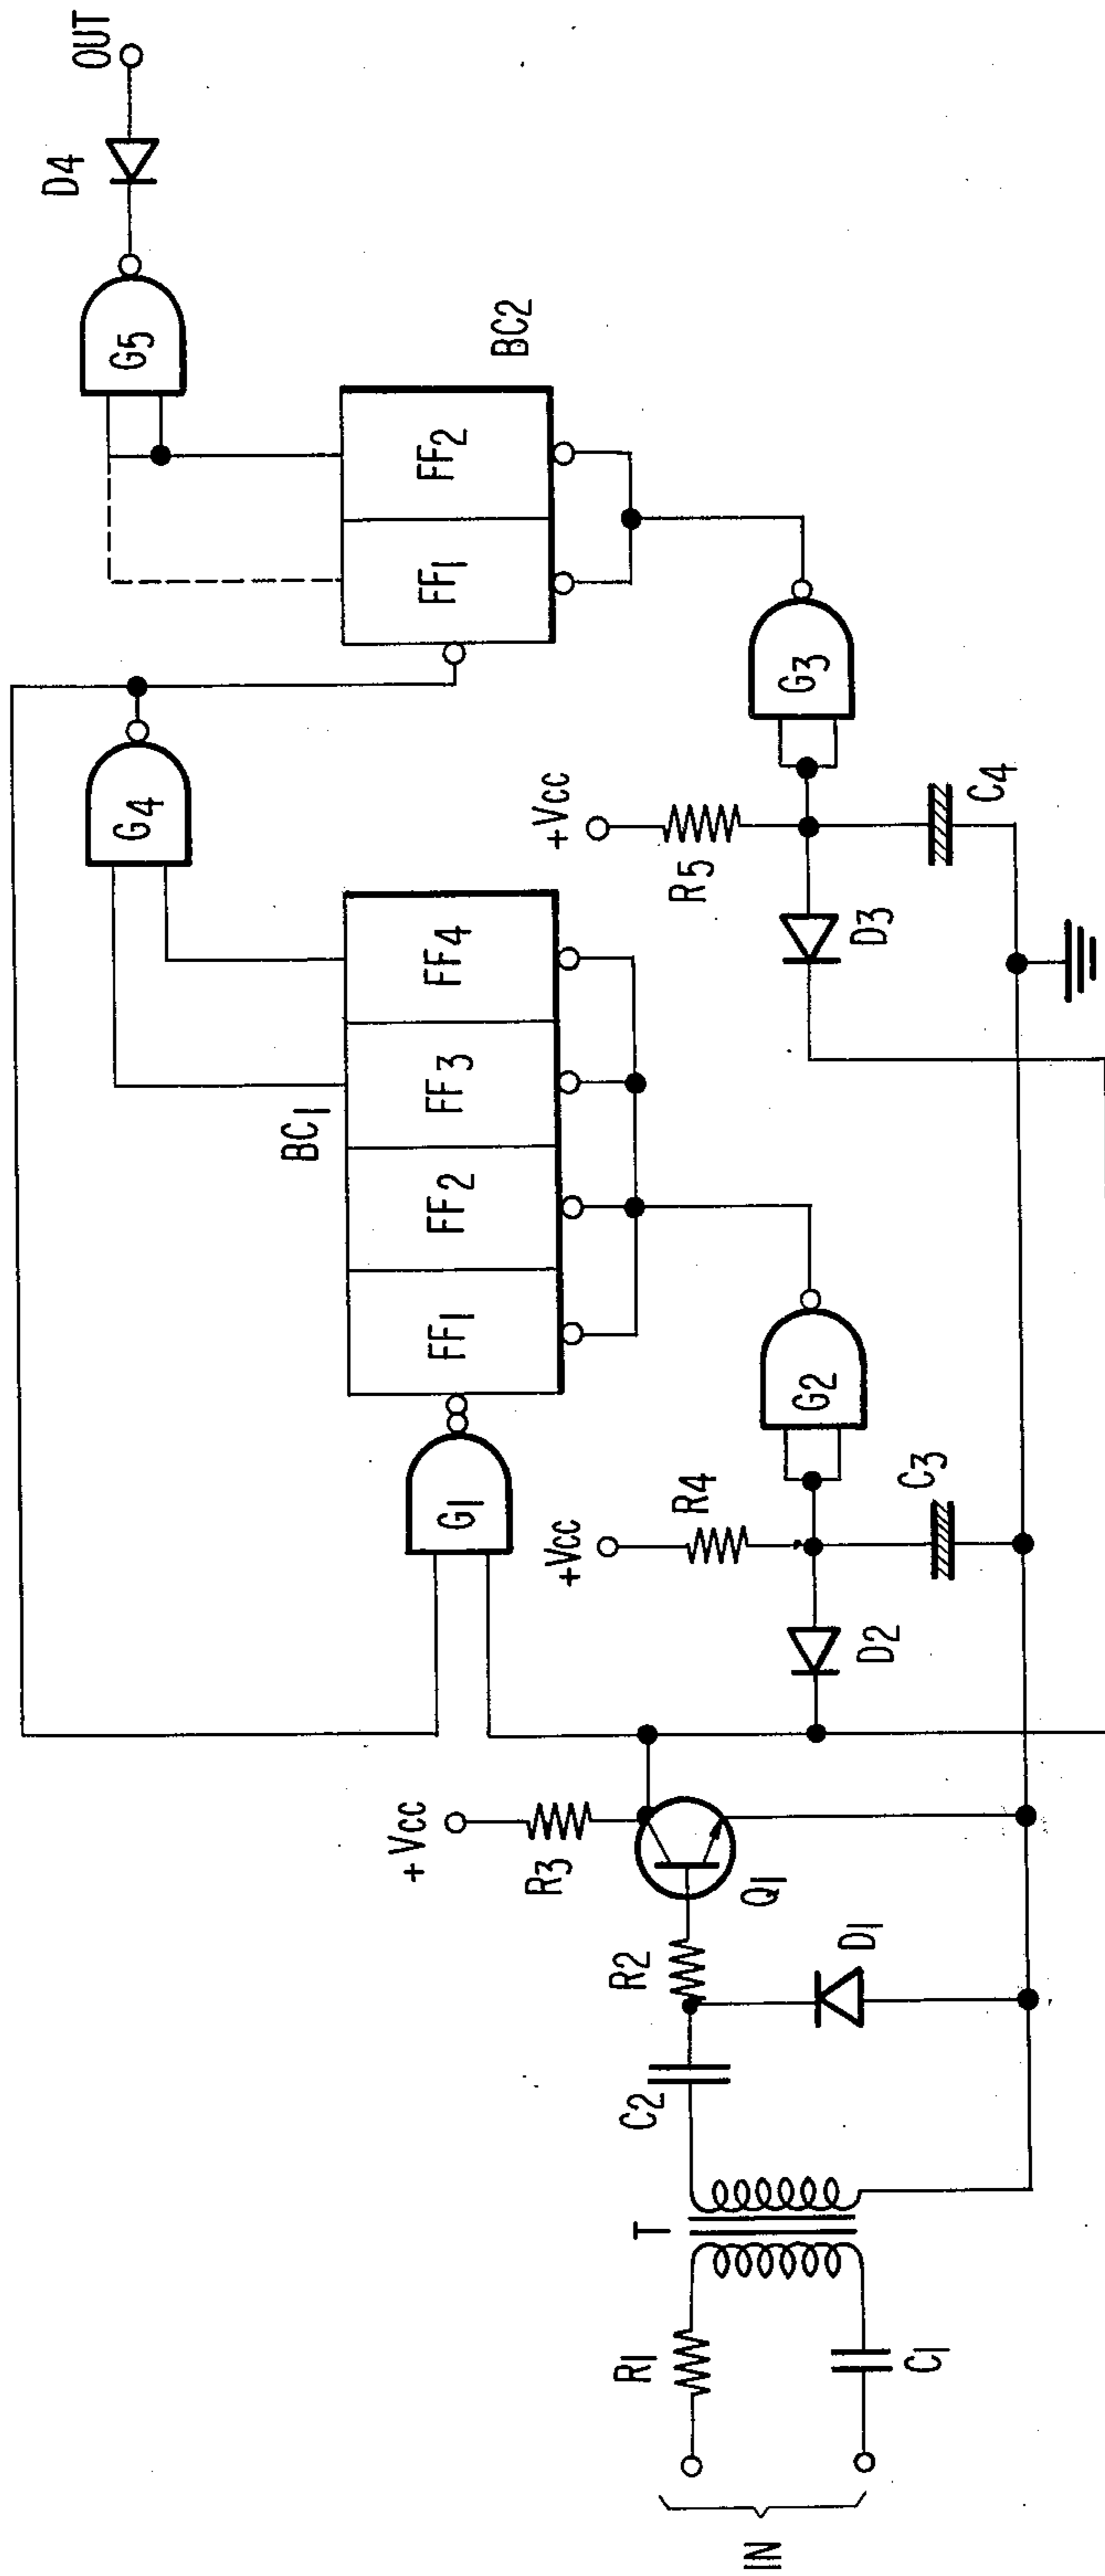 IN
R1
C1
T
C2
R2
D1
Q1
R3
+Vcc
D2
+Vcc
R4
C3
G1
G2
FF1
FF2
FF3
FF4
BC1
G4
+Vcc
R5
D3
C4
G3
FF1
FF2
BC2
G5
D4
OUT